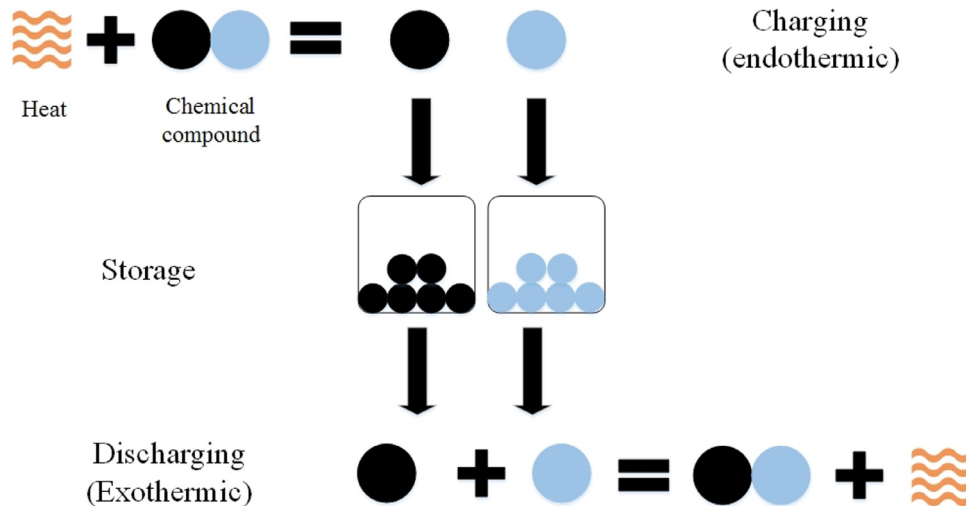 Charging
(endothermic)
Heat
Chemical
compound
Storage
Discharging
(Exothermic)